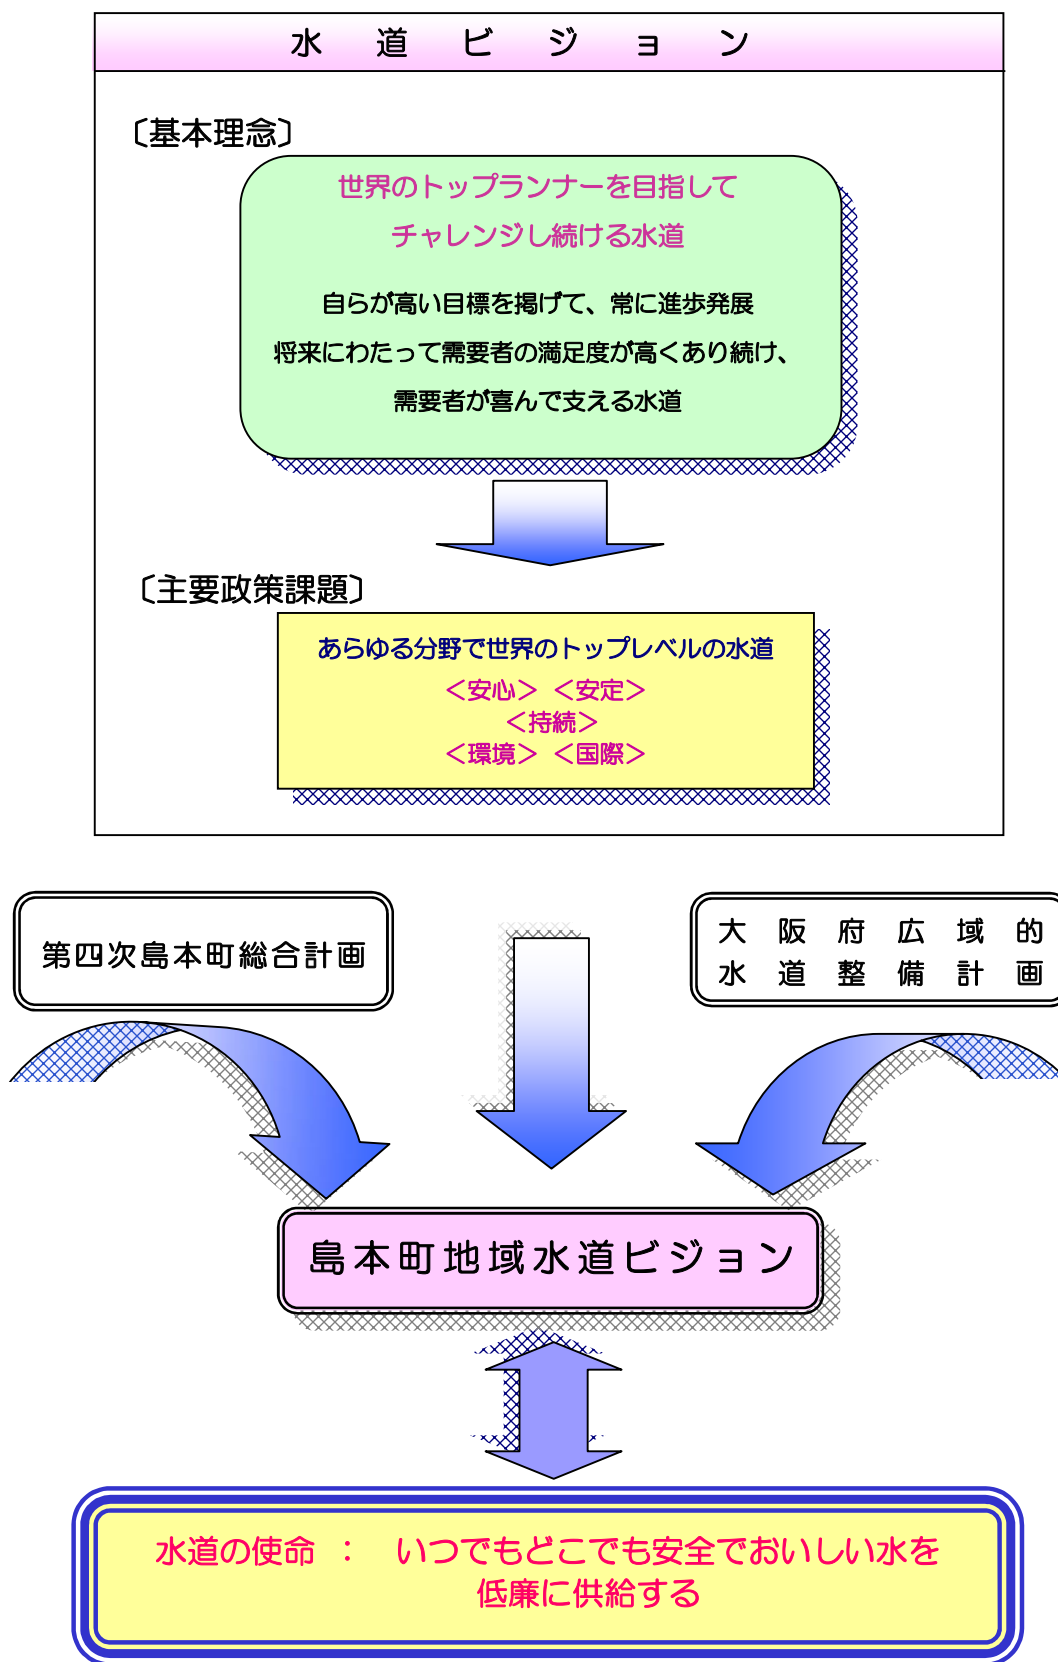 水道ビジョン
〔基本理念〕
世界のトップランナーを目指して
チャレンジし続ける水道
自らが高い目標を掲げて、常に進歩発展
将来にわたって需要者の満足度が高くあり続け、
需要者が喜んで支える水道
〔主要政策課題〕
あらゆる分野で世界のトップレベルの水道
＜安心＞ ＜安定＞
＜持続＞
＜環境＞ ＜国際＞
第四次島本町総合計画
大阪府広域的
水道整備計画
島本町地域水道ビジョン
水道の使命 ： いつでもどこでも安全でおいしい水を
低廉に供給する